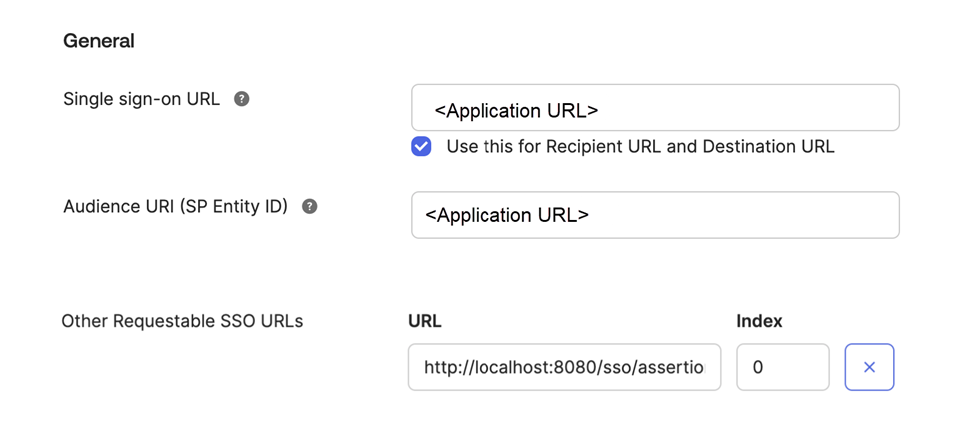 General
Single sign-on URL ?
<Application URL>
Use this for Recipient URL and Destination URL
Audience URI (SP Entity ID) ?
<Application URL>
Other Requestable SSO URLs
URL
Index
http://localhost:8080/sso/assertio
0